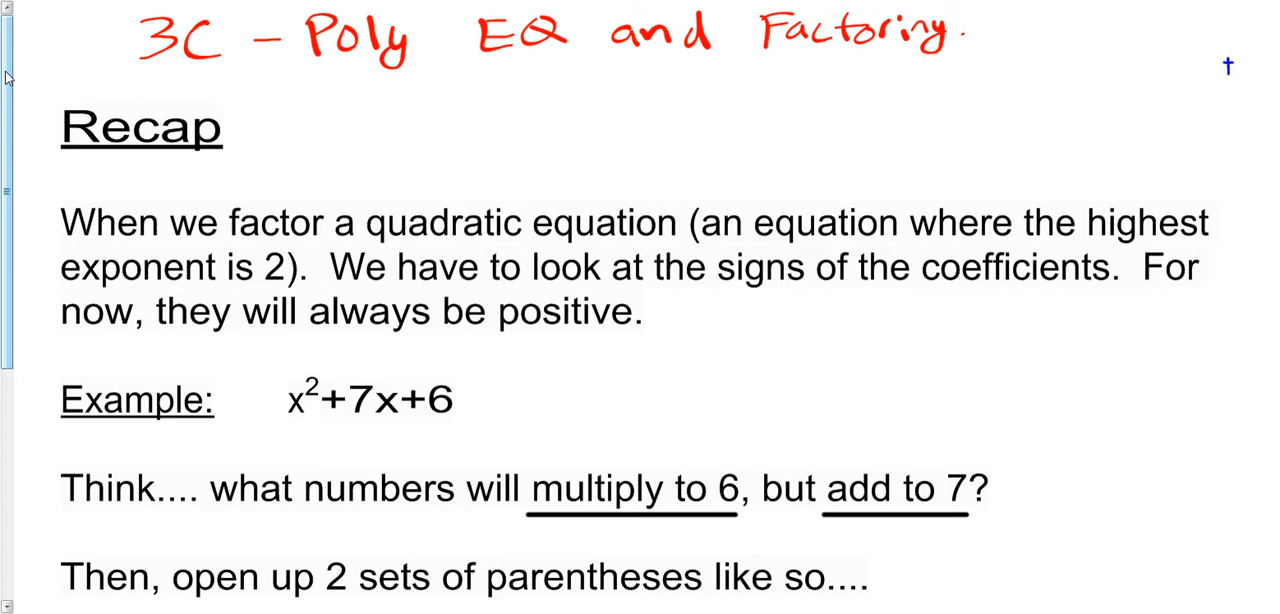 3C - Poly EQ and Factoring.
Recap
When we factor a quadratic equation (an equation where the highest
exponent is 2).  We have to look at the signs of the coefficients.  For
now, they will always be positive.
Example: x²+7x+6
Think.... what numbers will multiply to 6, but add to 7?
Then, open up 2 sets of parentheses like so....